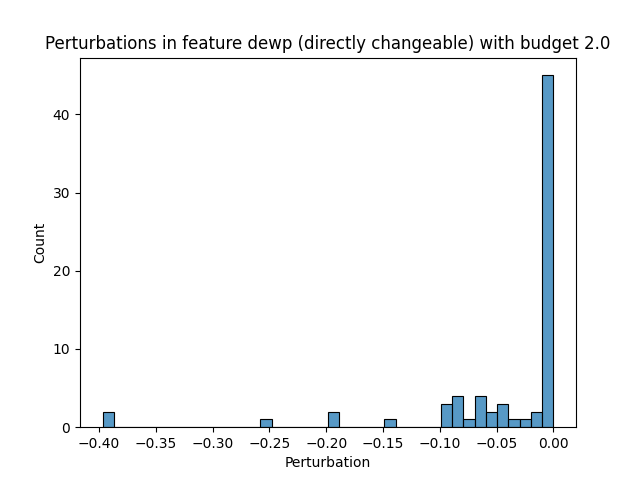 Perturbations in feature dewp (directly changeable) with budget 2.0
Count
40
30
20
10
0
−0.40 −0.35 −0.30 −0.25 −0.20 −0.15 −0.10 −0.05 0.00
Perturbation